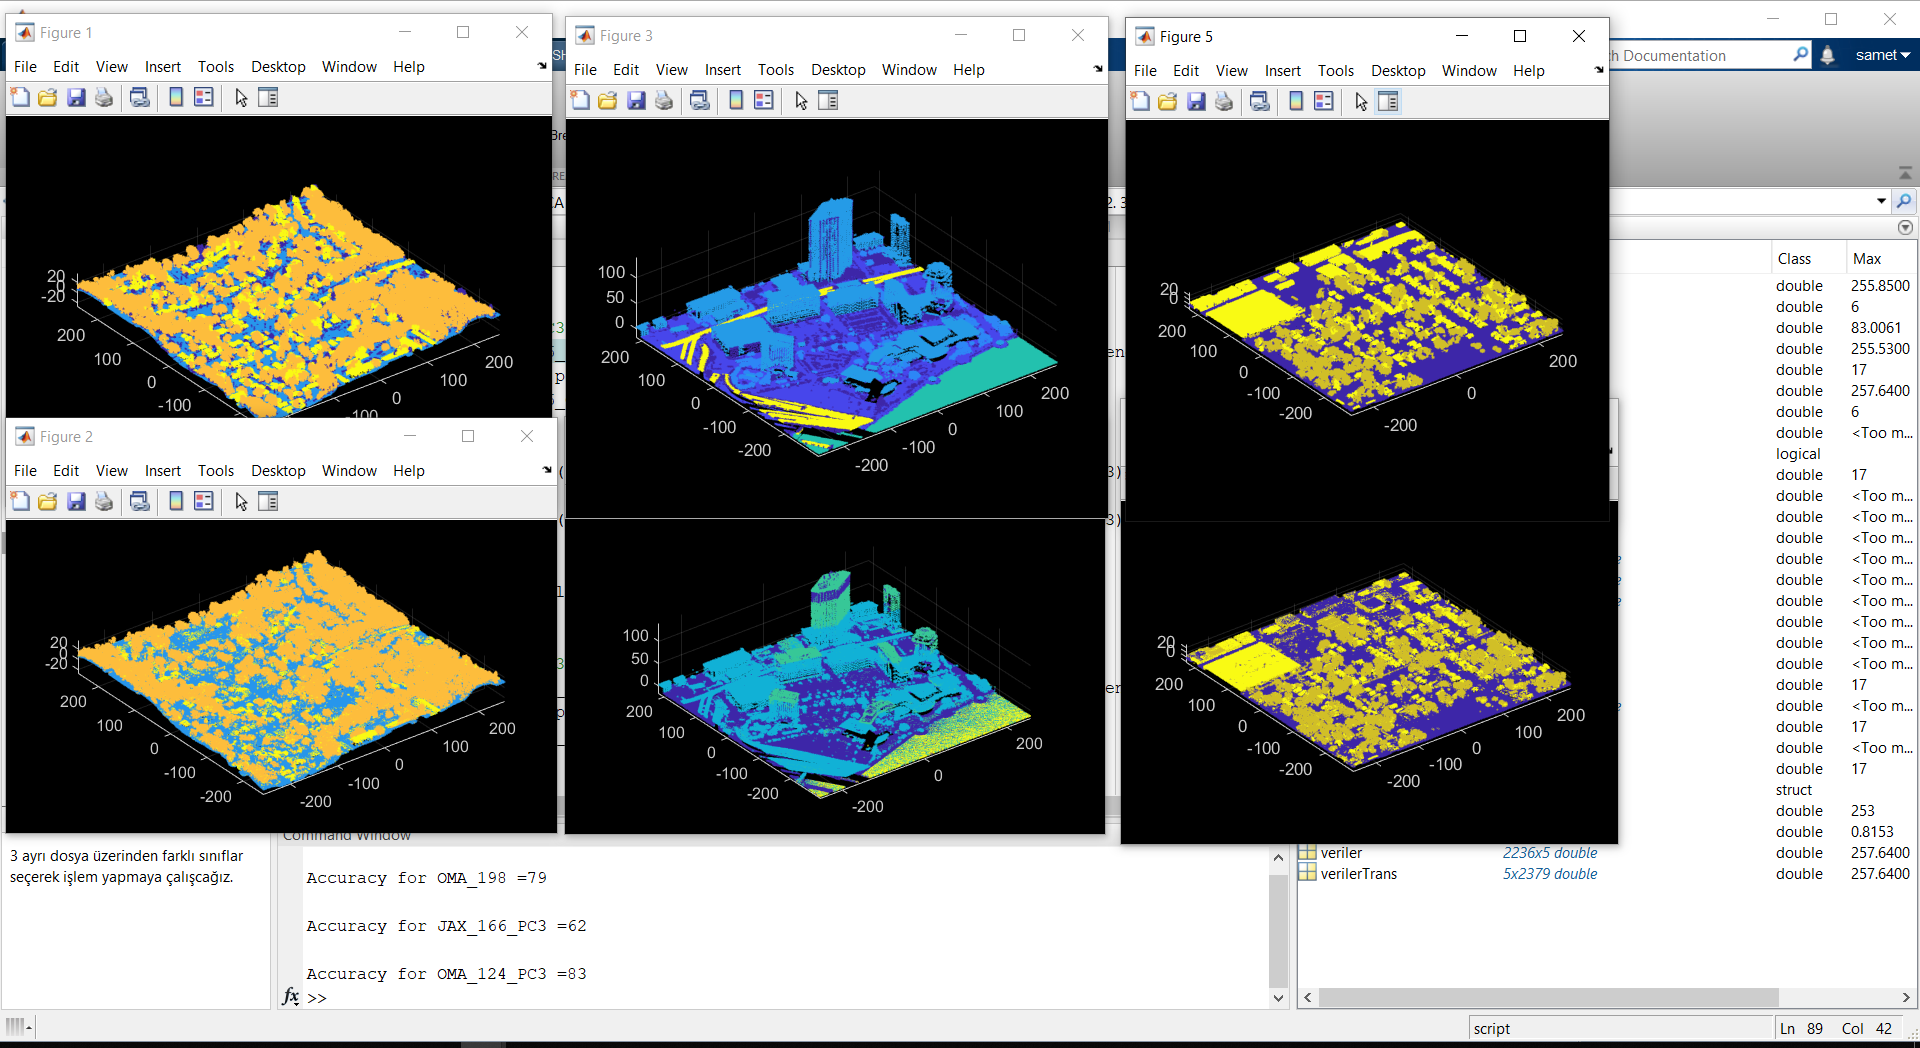 Figure 1
File Edit View Insert Tools Desktop Window Help
20
0
-20
200
100
0
-100
200
100
0
-100
Figure 2
File Edit View Insert Tools Desktop Window Help
20
0
-20
200
100
0
-100
-200
200
100
0
-100
-200
Figure 3
File Edit View Insert Tools Desktop Window Help
100
50
0
200
100
0
-100
-200
200
100
0
-100
-200
100
50
0
200
100
0
-100
-200
200
0
-200
Figure 5
File Edit View Insert Tools Desktop Window Help
20
0
200
100
0
-100
-200
200
0
-200
20
0
200
100
0
-100
-200
200
100
0
-100
-200
Documentation
samet
Class Max
double 255.8500
double 6
double 83.0061
double 255.5300
double 17
double 257.6400
double 6
double <Too m...
logical
double 17
double <Too m...
double <Too m...
double <Too m...
double <Too m...
double <Too m...
double <Too m...
double <Too m...
double <Too m...
double <Too m...
double 17
double <Too m...
double 17
double <Too m...
double 17
struct
double 253
double 0.8153
veriler 2236x5 double double 257.6400
verilerTrans 5x2379 double double 257.6400
3 ayrı dosya üzerinden farklı sınıflar
seçerek işlem yapmaya çalışcağız.
Command Window
Accuracy for OMA_198 =79
Accuracy for JAX_166_PC3 =62
Accuracy for OMA_124_PC3 =83
fx >>
script Ln 89 Col 42